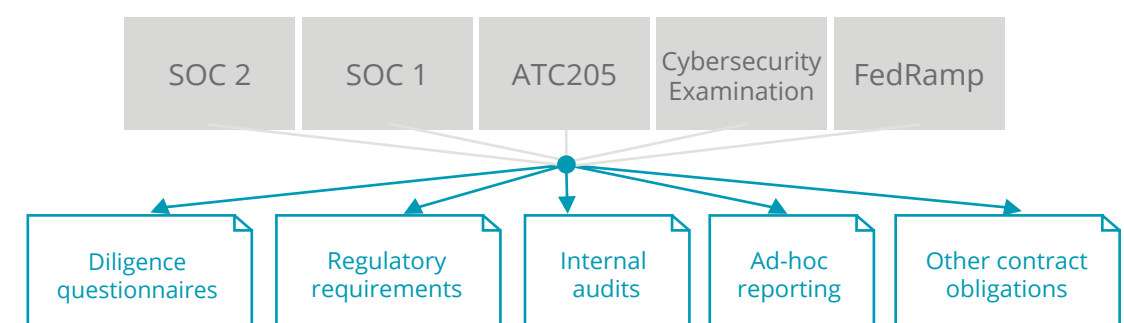 SOC 2
SOC 1
ATC205
Cybersecurity
Examination
FedRamp
Diligence
questionnaires
Regulatory
requirements
Internal
audits
Ad-hoc
reporting
Other contract
obligations